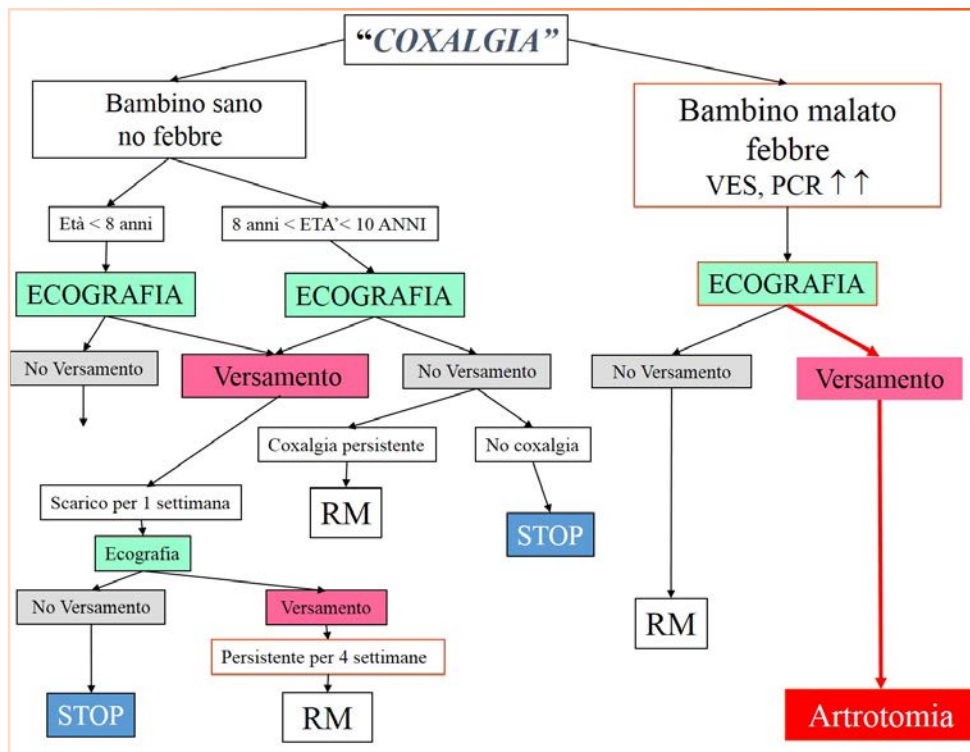 “COXALGIA”
Bambino sano
no febbre
Bambino malato
febbre
VES, PCR ↑ ↑
Età < 8 anni
8 anni < ETA’< 10 ANNI
ECOGRAFIA
ECOGRAFIA
ECOGRAFIA
No Versamento
Versamento
No Versamento
No Versamento
Versamento
Coxalgia persistente
No coxalgia
Scarico per 1 settimana
RM
STOP
Ecografia
No Versamento
Versamento
RM
Persistente per 4 settimane
STOP
RM
Artrotomia